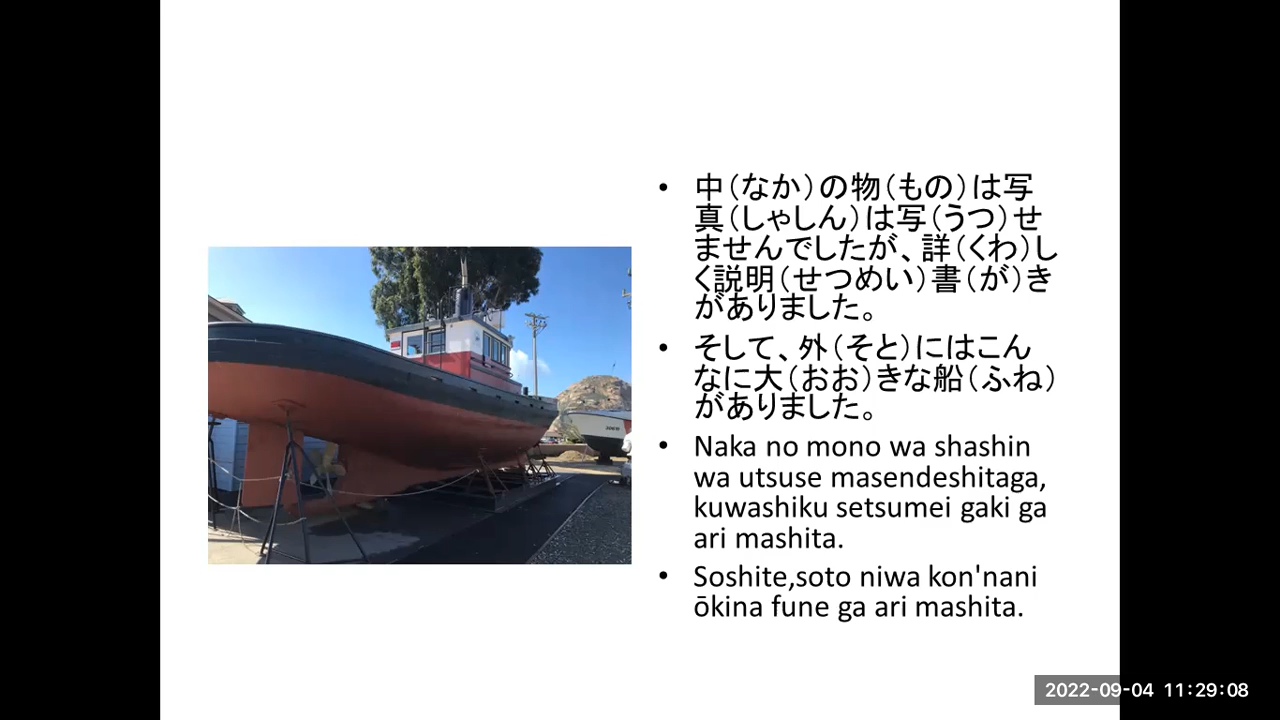 • 中（なか）の物（もの）は写
真（しゃしん）は写（うつ）せ
ませんでしたが、詳（くわ）し
く説明（せつめい）書（が）き
がありました。
• そして、外（そと）にはこん
なに大（おお）きな船（ふね）
がありました。
• Naka no mono wa shashin
wa utsuse masendeshitaga,
kuwashiku setsumei gaki ga
ari mashita.
• Soshite,soto niwa kon'nani
ōkina fune ga ari mashita.
2022-09-04 11:29:08